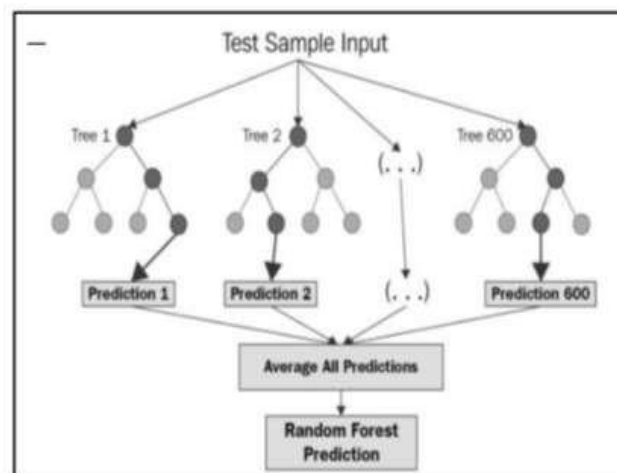 Test Sample Input
Tree 1
Tree 2
(. . .)
Tree 600
Prediction 1
Prediction 2
(. . .)
Prediction 600
Average All Predictions
Random Forest
Prediction